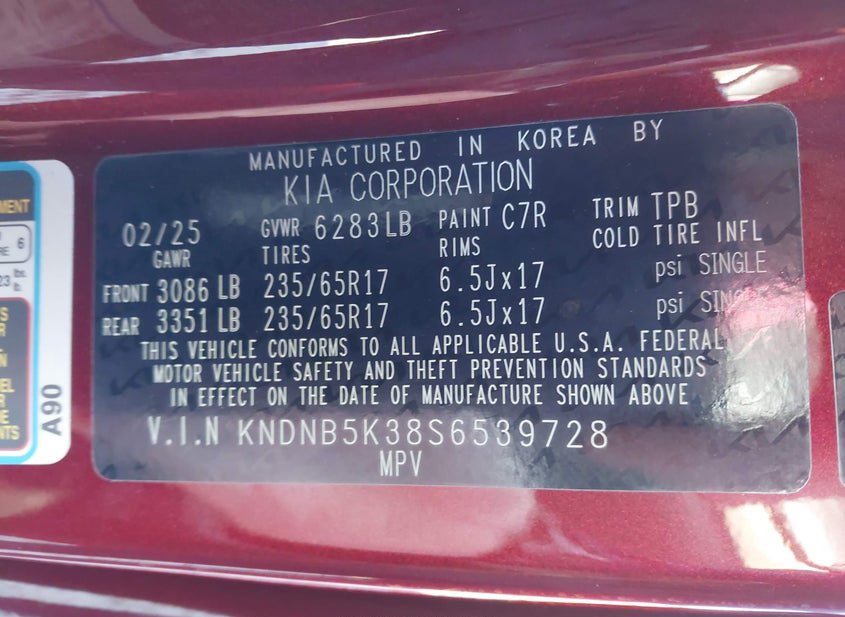 MANUFACTURED IN KOREA BY
KIA CORPORATION
02/25 GVWR 6283LB PAINT C7R TRIM TPB
GAWR TIRES RIMS COLD TIRE INFL
FRONT 3086 LB 235/65R17 6.5Jx17 psi SINGLE
REAR 3351 LB 235/65R17 6.5Jx17 psi
THIS VEHICLE CONFORMS TO ALL APPLICABLE U.S.A. FEDERAL
MOTOR VEHICLE SAFETY AND THEFT PREVENTION STANDARDS
IN EFFECT ON THE DATE OF MANUFACTURE SHOWN ABOVE
V.I.N KNDNB5K38S6539728
MPV
A90
6